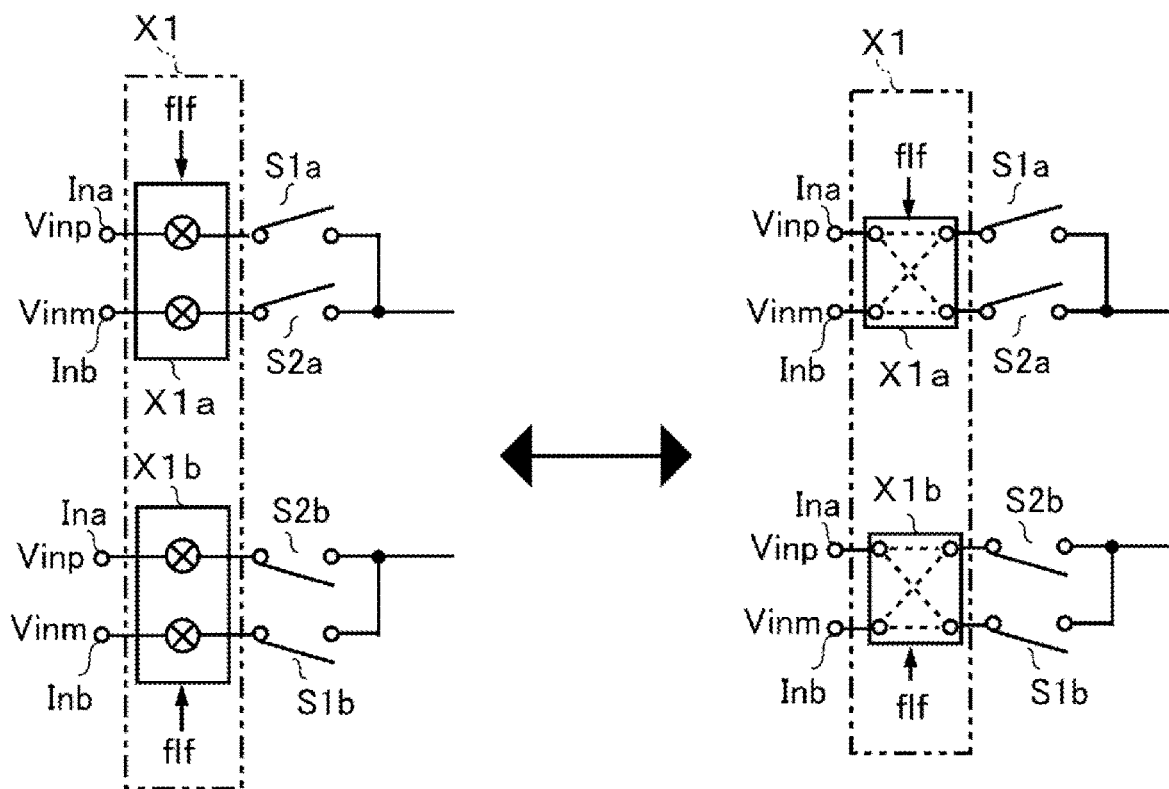 X1
flf
S1a
Ina
Vinp
Vinm
Inb
S2a
X1a
X1b
Ina
S2b
Vinp
Vinm
Inb
S1b
flf
X1
flf
S1a
Ina
Vinp
Vinm
Inb
S2a
X1a
X1b
Ina
S2b
Vinp
Vinm
Inb
S1b
flf